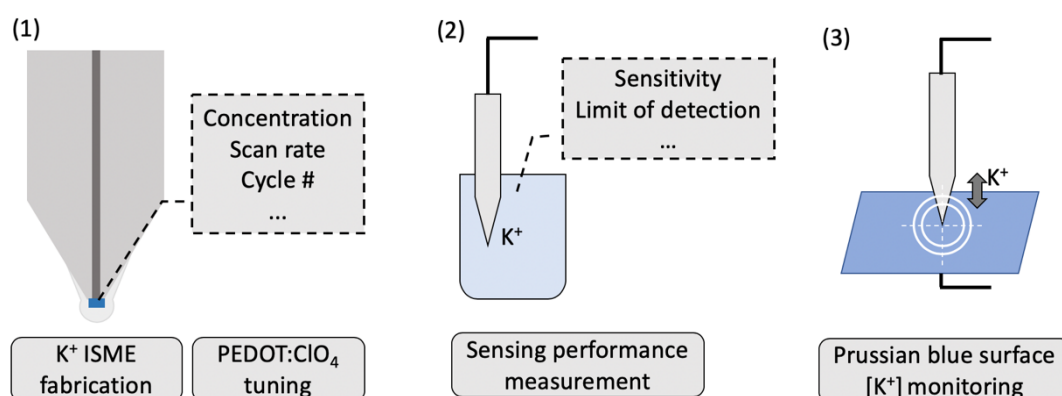 (1)
Concentration
Scan rate
Cycle #
...
K⁺ ISME
fabrication
PEDOT:ClO₄
tuning
(2)
Sensitivity
Limit of detection
...
K⁺
Sensing performance
measurement
(3)
K⁺
Prussian blue surface
[K⁺] monitoring